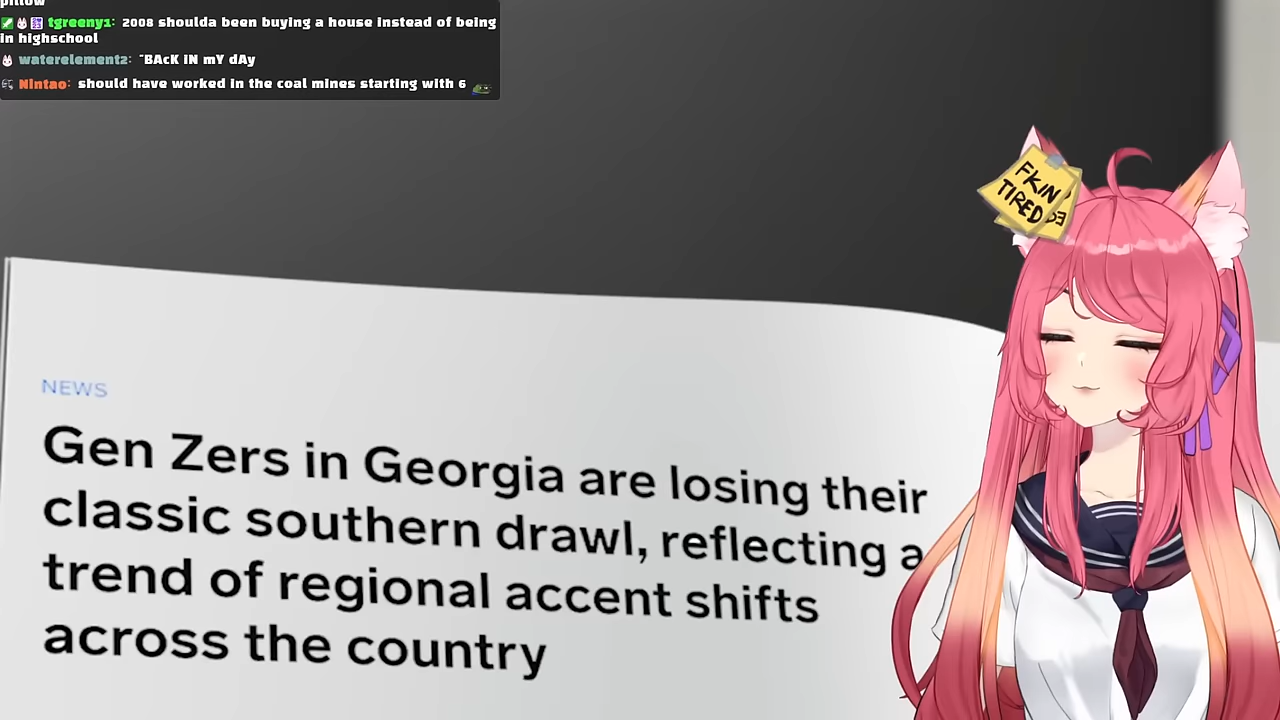 pillow
tgreeny1: 2008 shoulda been buying a house instead of being
in highschool
waterelement2: "BAcK iN mY dAy
Nintao: should have worked in the coal mines starting with 6
FKIN
TIRED
NEWS
Gen Zers in Georgia are losing their
classic southern drawl, reflecting a
trend of regional accent shifts
across the country